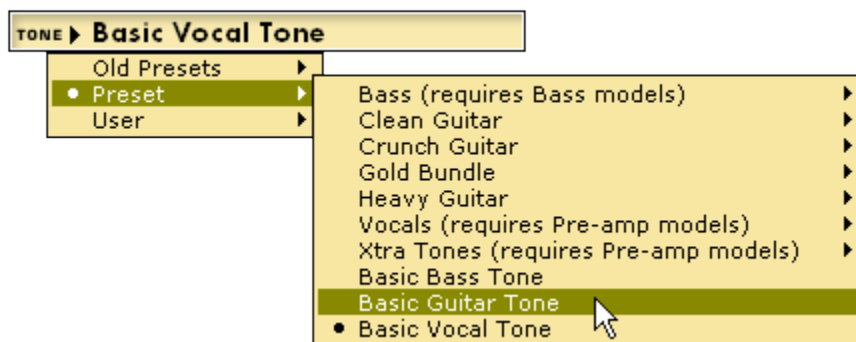 TONE Basic Vocal Tone
Old Presets
Preset
User
Bass (requires Bass models)
Clean Guitar
Crunch Guitar
Gold Bundle
Heavy Guitar
Vocals (requires Pre-amp models)
Xtra Tones (requires Pre-amp models)
Basic Bass Tone
Basic Guitar Tone
Basic Vocal Tone